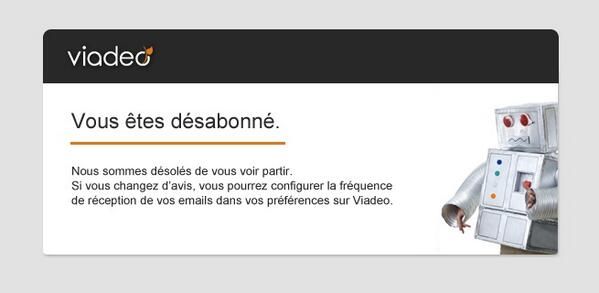 viadeo
Vous êtes désabonné.
Nous sommes désolés de vous voir partir.
Si vous changez d'avis, vous pourrez configurer la fréquence
de réception de vos emails dans vos préférences sur Viadeo.